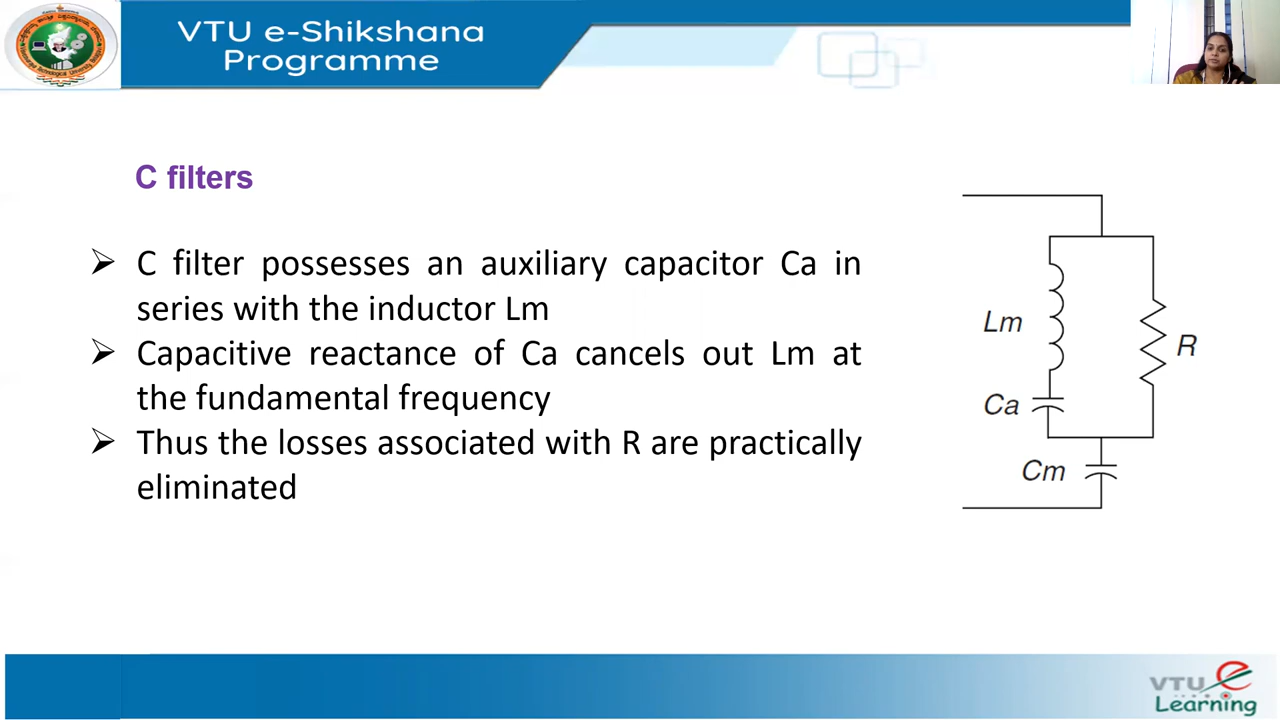 VTU e-Shikshana
Programme
C filters
➢ C filter possesses an auxiliary capacitor Ca in
series with the inductor Lm
➢ Capacitive reactance of Ca cancels out Lm at
the fundamental frequency
➢ Thus the losses associated with R are practically
eliminated
Lm
R
Ca
Cm
VTU e
Learning